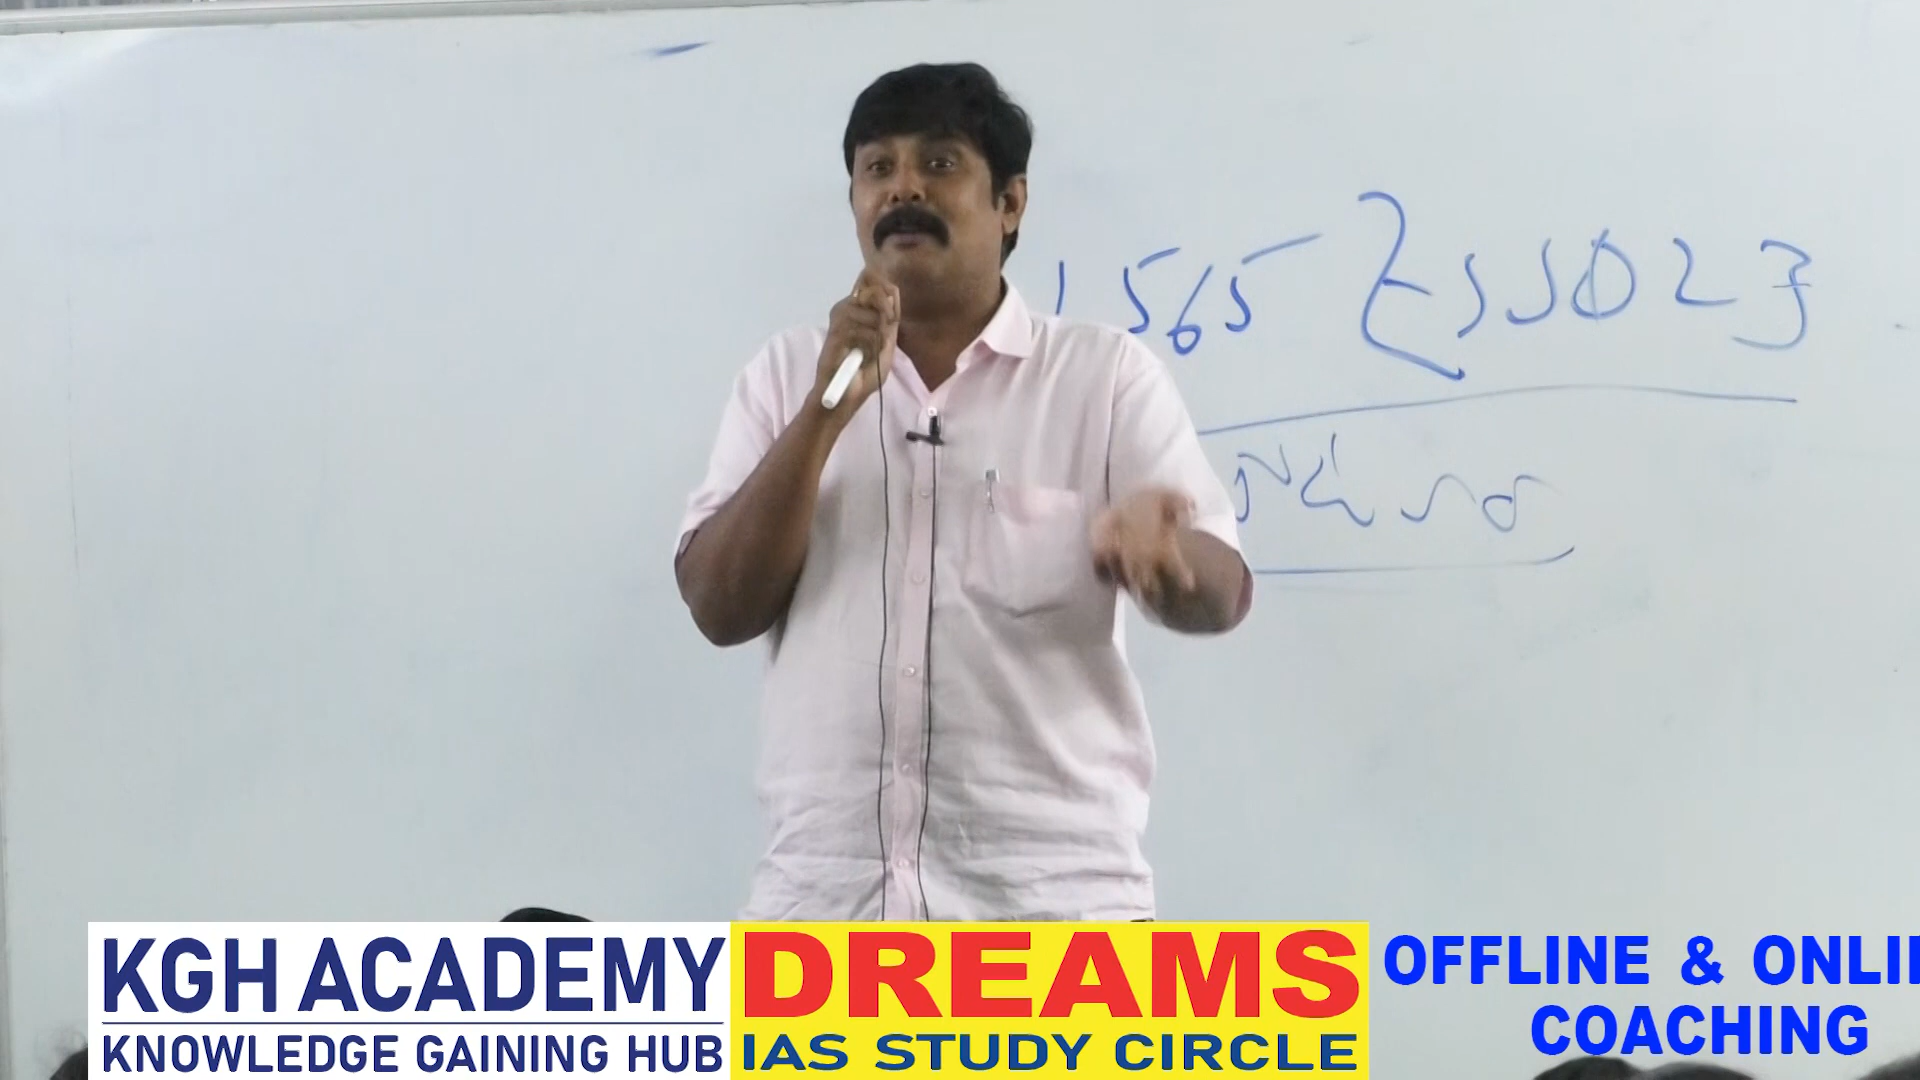 1565
KGH ACADEMY
KNOWLEDGE GAINING HUB
DREAMS
IAS STUDY CIRCLE
OFFLINE & ONLI
COACHING